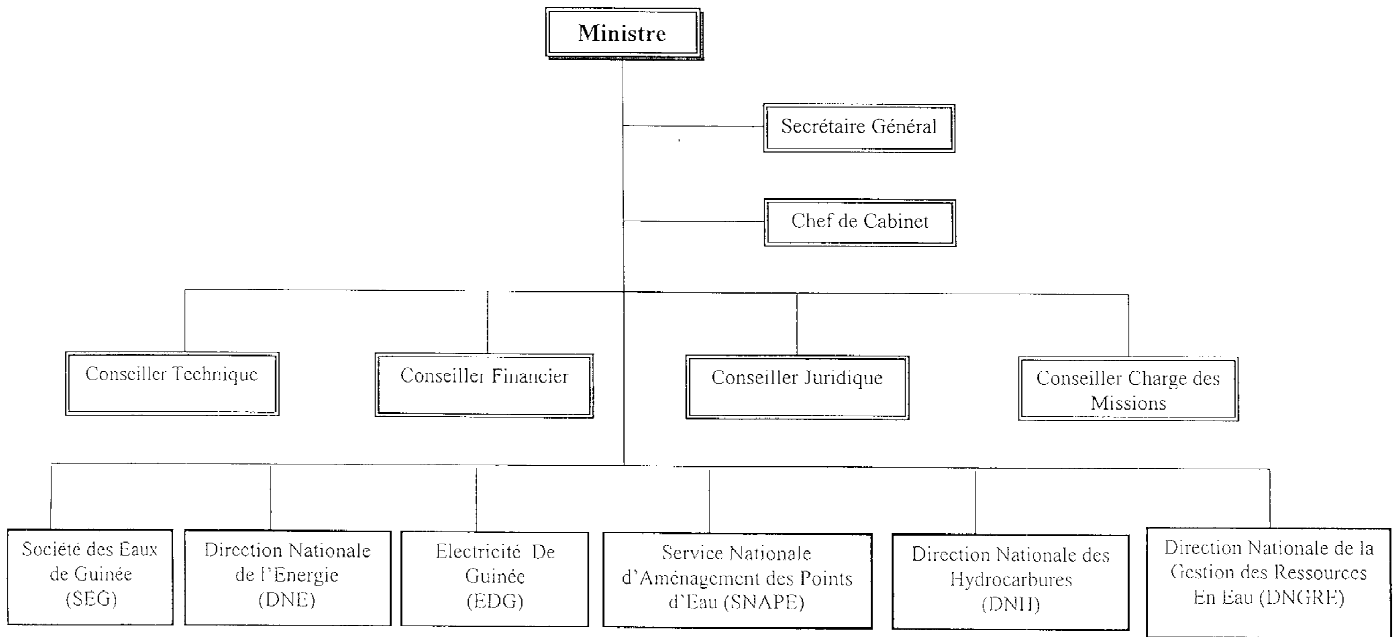 Ministre
Secrétaire Général
Chef de Cabinet
Conseiller Technique
Conseiller Financier
Conseiller Juridique
Conseiller Charge des
Missions
Société des Eaux
de Guinée
(SEG)
Direction Nationale
de l'Energie
(DNE)
Electricité De
Guinée
(EDG)
Service Nationale
d'Aménagement des Points
d'Eau (SNAPE)
Direction Nationale des
Hydrocarbures
(DNH)
Direction Nationale de la
Gestion des Ressources
En Eau (DNGRE)